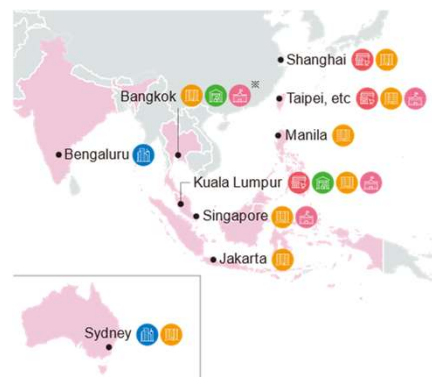 Shanghai
Bangkok
※
Taipei, etc
Manila
Bengaluru
Kuala Lumpur
Singapore
Jakarta
Sydney